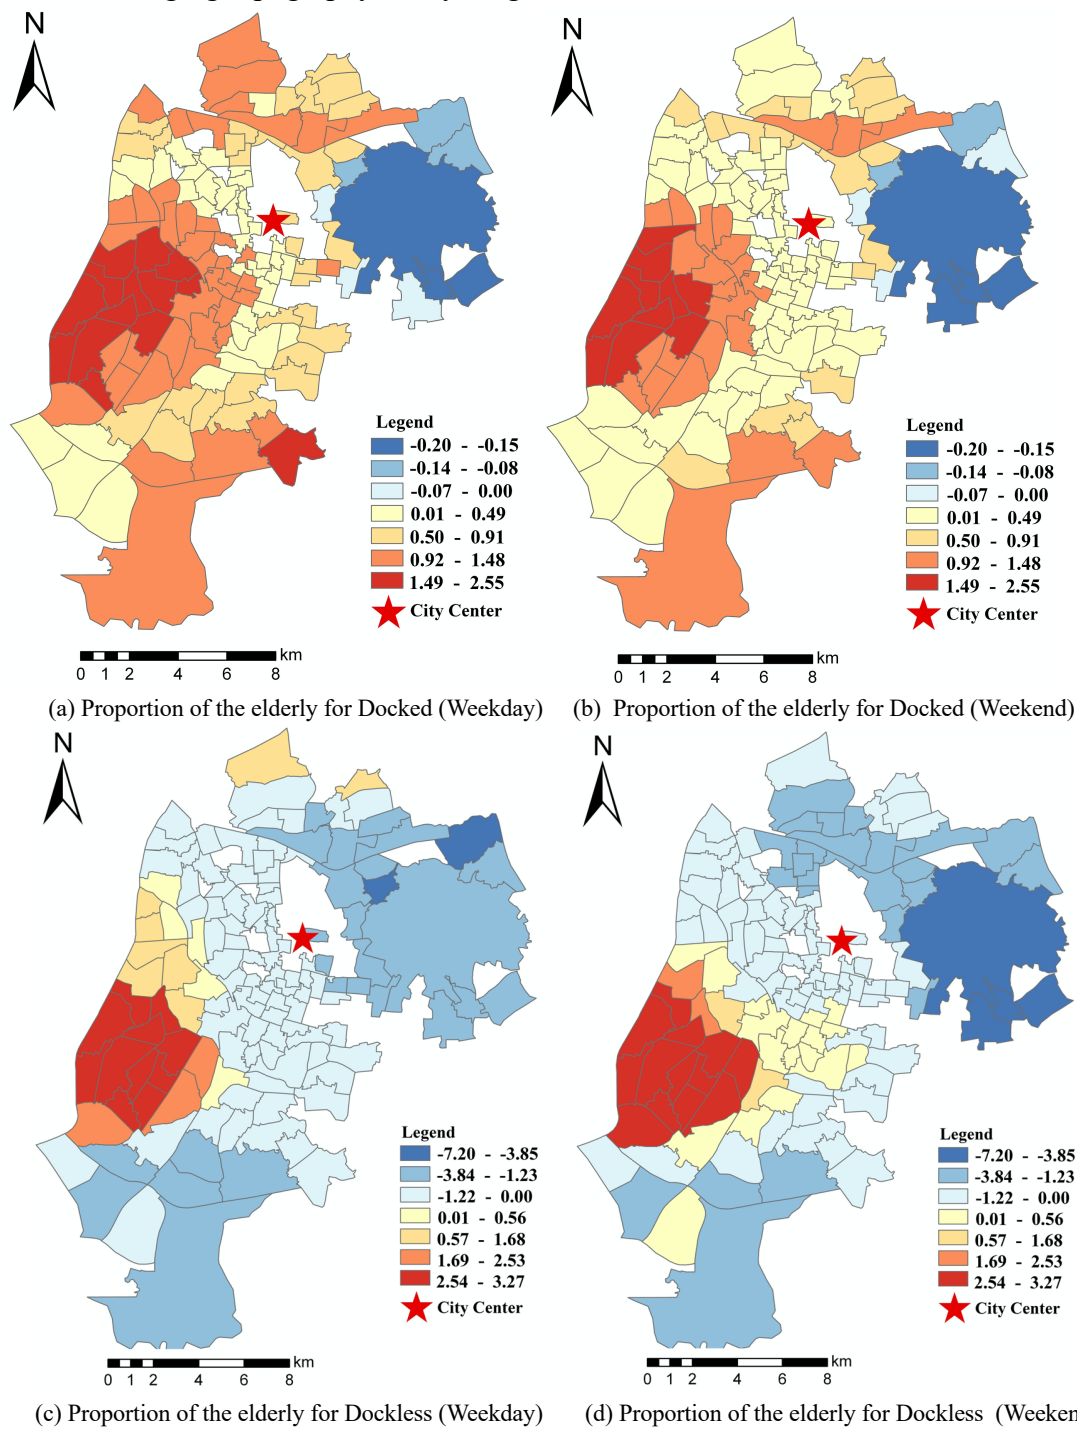 N
N
Legend
-0.20 - -0.15
-0.14 - -0.08
-0.07 - 0.00
0.01 - 0.49
0.50 - 0.91
0.92 - 1.48
1.49 - 2.55
City Center
km
0 1 2 4 6 8
Legend
-0.20 - -0.15
-0.14 - -0.08
-0.07 - 0.00
0.01 - 0.49
0.50 - 0.91
0.92 - 1.48
1.49 - 2.55
City Center
km
0 1 2 4 6 8
(a) Proportion of the elderly for Docked (Weekday)
(b) Proportion of the elderly for Docked (Weekend)
N
N
Legend
-7.20 - -3.85
-3.84 - -1.23
-1.22 - 0.00
0.01 - 0.56
0.57 - 1.68
1.69 - 2.53
2.54 - 3.27
City Center
km
0 1 2 4 6 8
Legend
-7.20 - -3.85
-3.84 - -1.23
-1.22 - 0.00
0.01 - 0.56
0.57 - 1.68
1.69 - 2.53
2.54 - 3.27
City Center
km
0 1 2 4 6 8
(c) Proportion of the elderly for Dockless (Weekday)
(d) Proportion of the elderly for Dockless (Weeken